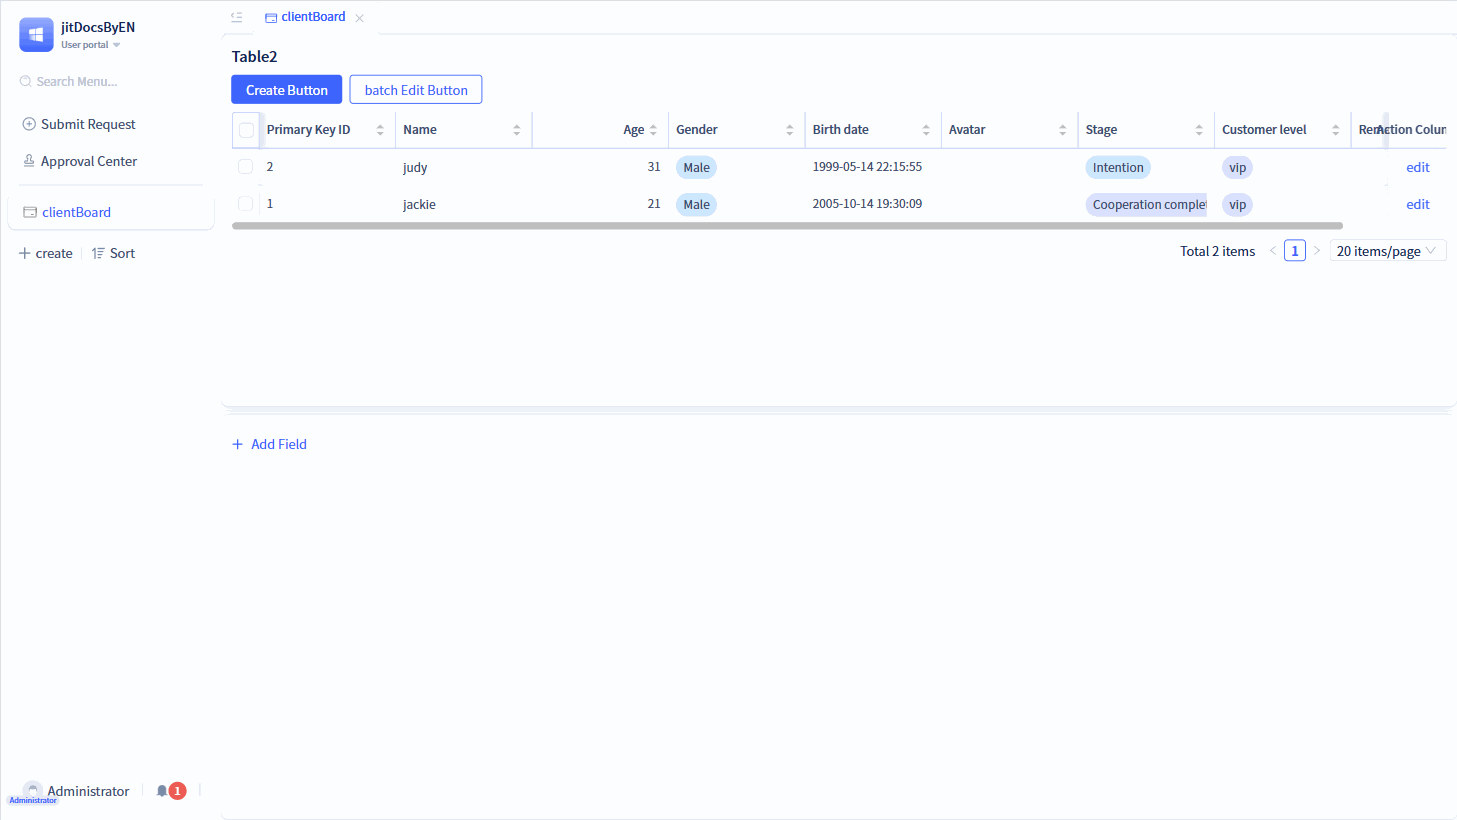 jitDocsByEN
User portal
Search Menu...
Submit Request
Approval Center
clientBoard
create
Sort
Administrator
1
Administrator
clientBoard
Table2
Create Button
batch Edit Button
Primary Key ID Name Age Gender Birth date Avatar Stage Customer level Action Colun
2 judy 31 Male 1999-05-14 22:15:55 Intention vip edit
1 jackie 21 Male 2005-10-14 19:30:09 Cooperation complet vip edit
Total 2 items < 1 > 20 items/page
+ Add Field